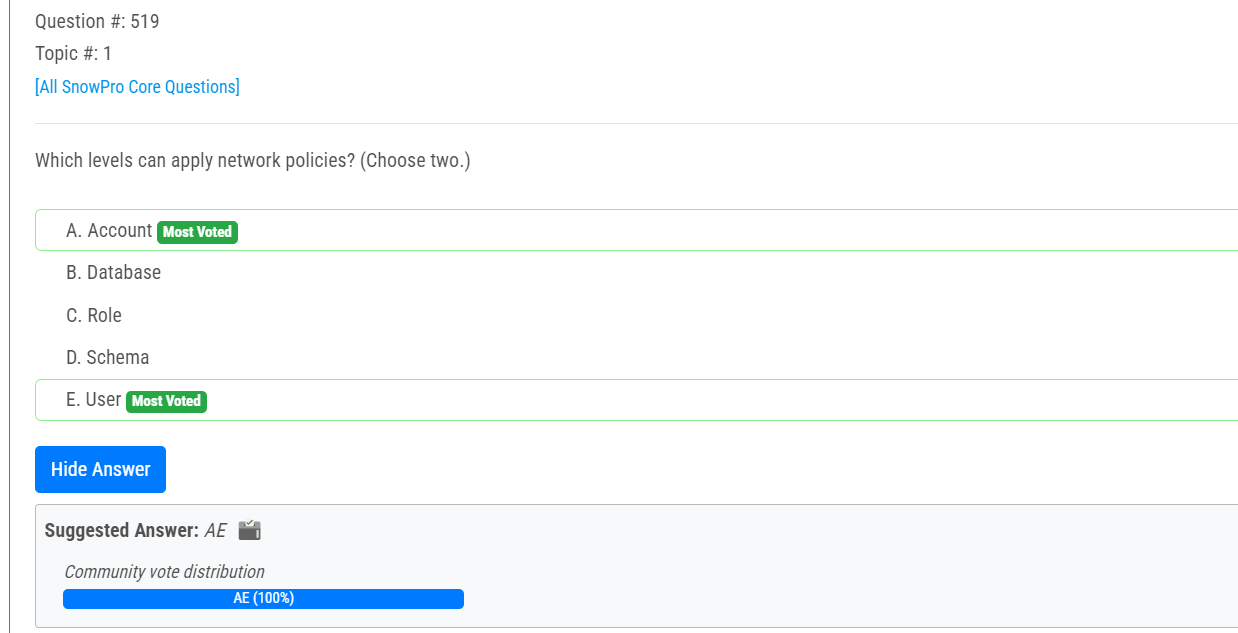 Question #: 519
Topic #: 1
[All SnowPro Core Questions]
Which levels can apply network policies? (Choose two.)
A. Account Most Voted
B. Database
C. Role
D. Schema
E. User Most Voted
Hide Answer
Suggested Answer: AE
Community vote distribution
AE (100%)